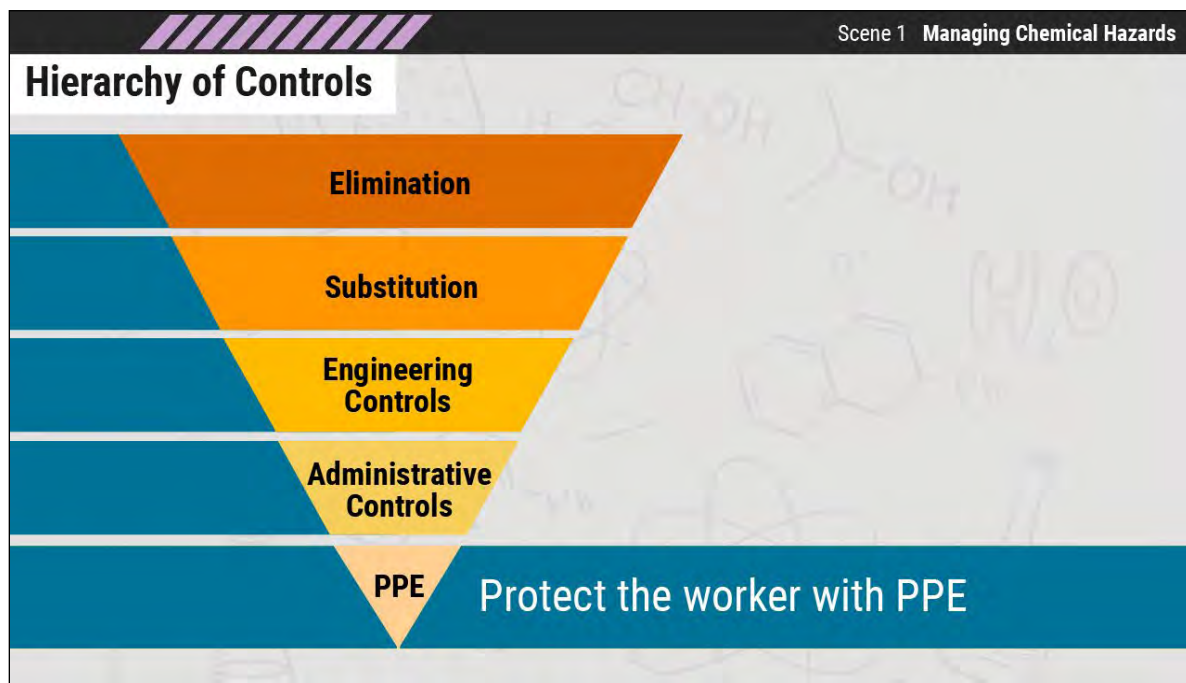 Scene 1 Managing Chemical Hazards
Hierarchy of Controls
Elimination
Substitution
Engineering
Controls
Administrative
Controls
PPE
Protect the worker with PPE